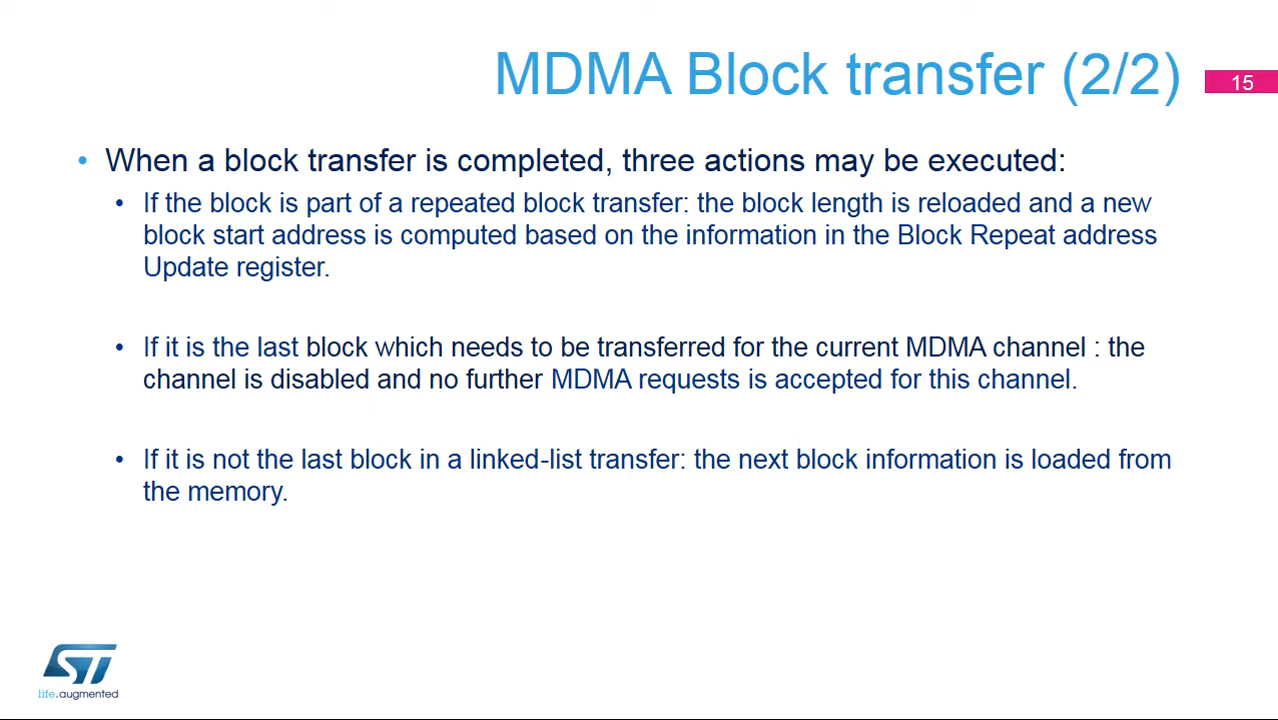 MDMA Block transfer (2/2)
15
• When a block transfer is completed, three actions may be executed:
• If the block is part of a repeated block transfer: the block length is reloaded and a new
block start address is computed based on the information in the Block Repeat address
Update register.
• If it is the last block which needs to be transferred for the current MDMA channel : the
channel is disabled and no further MDMA requests is accepted for this channel.
• If it is not the last block in a linked-list transfer: the next block information is loaded from
the memory.
ST
life.augmented